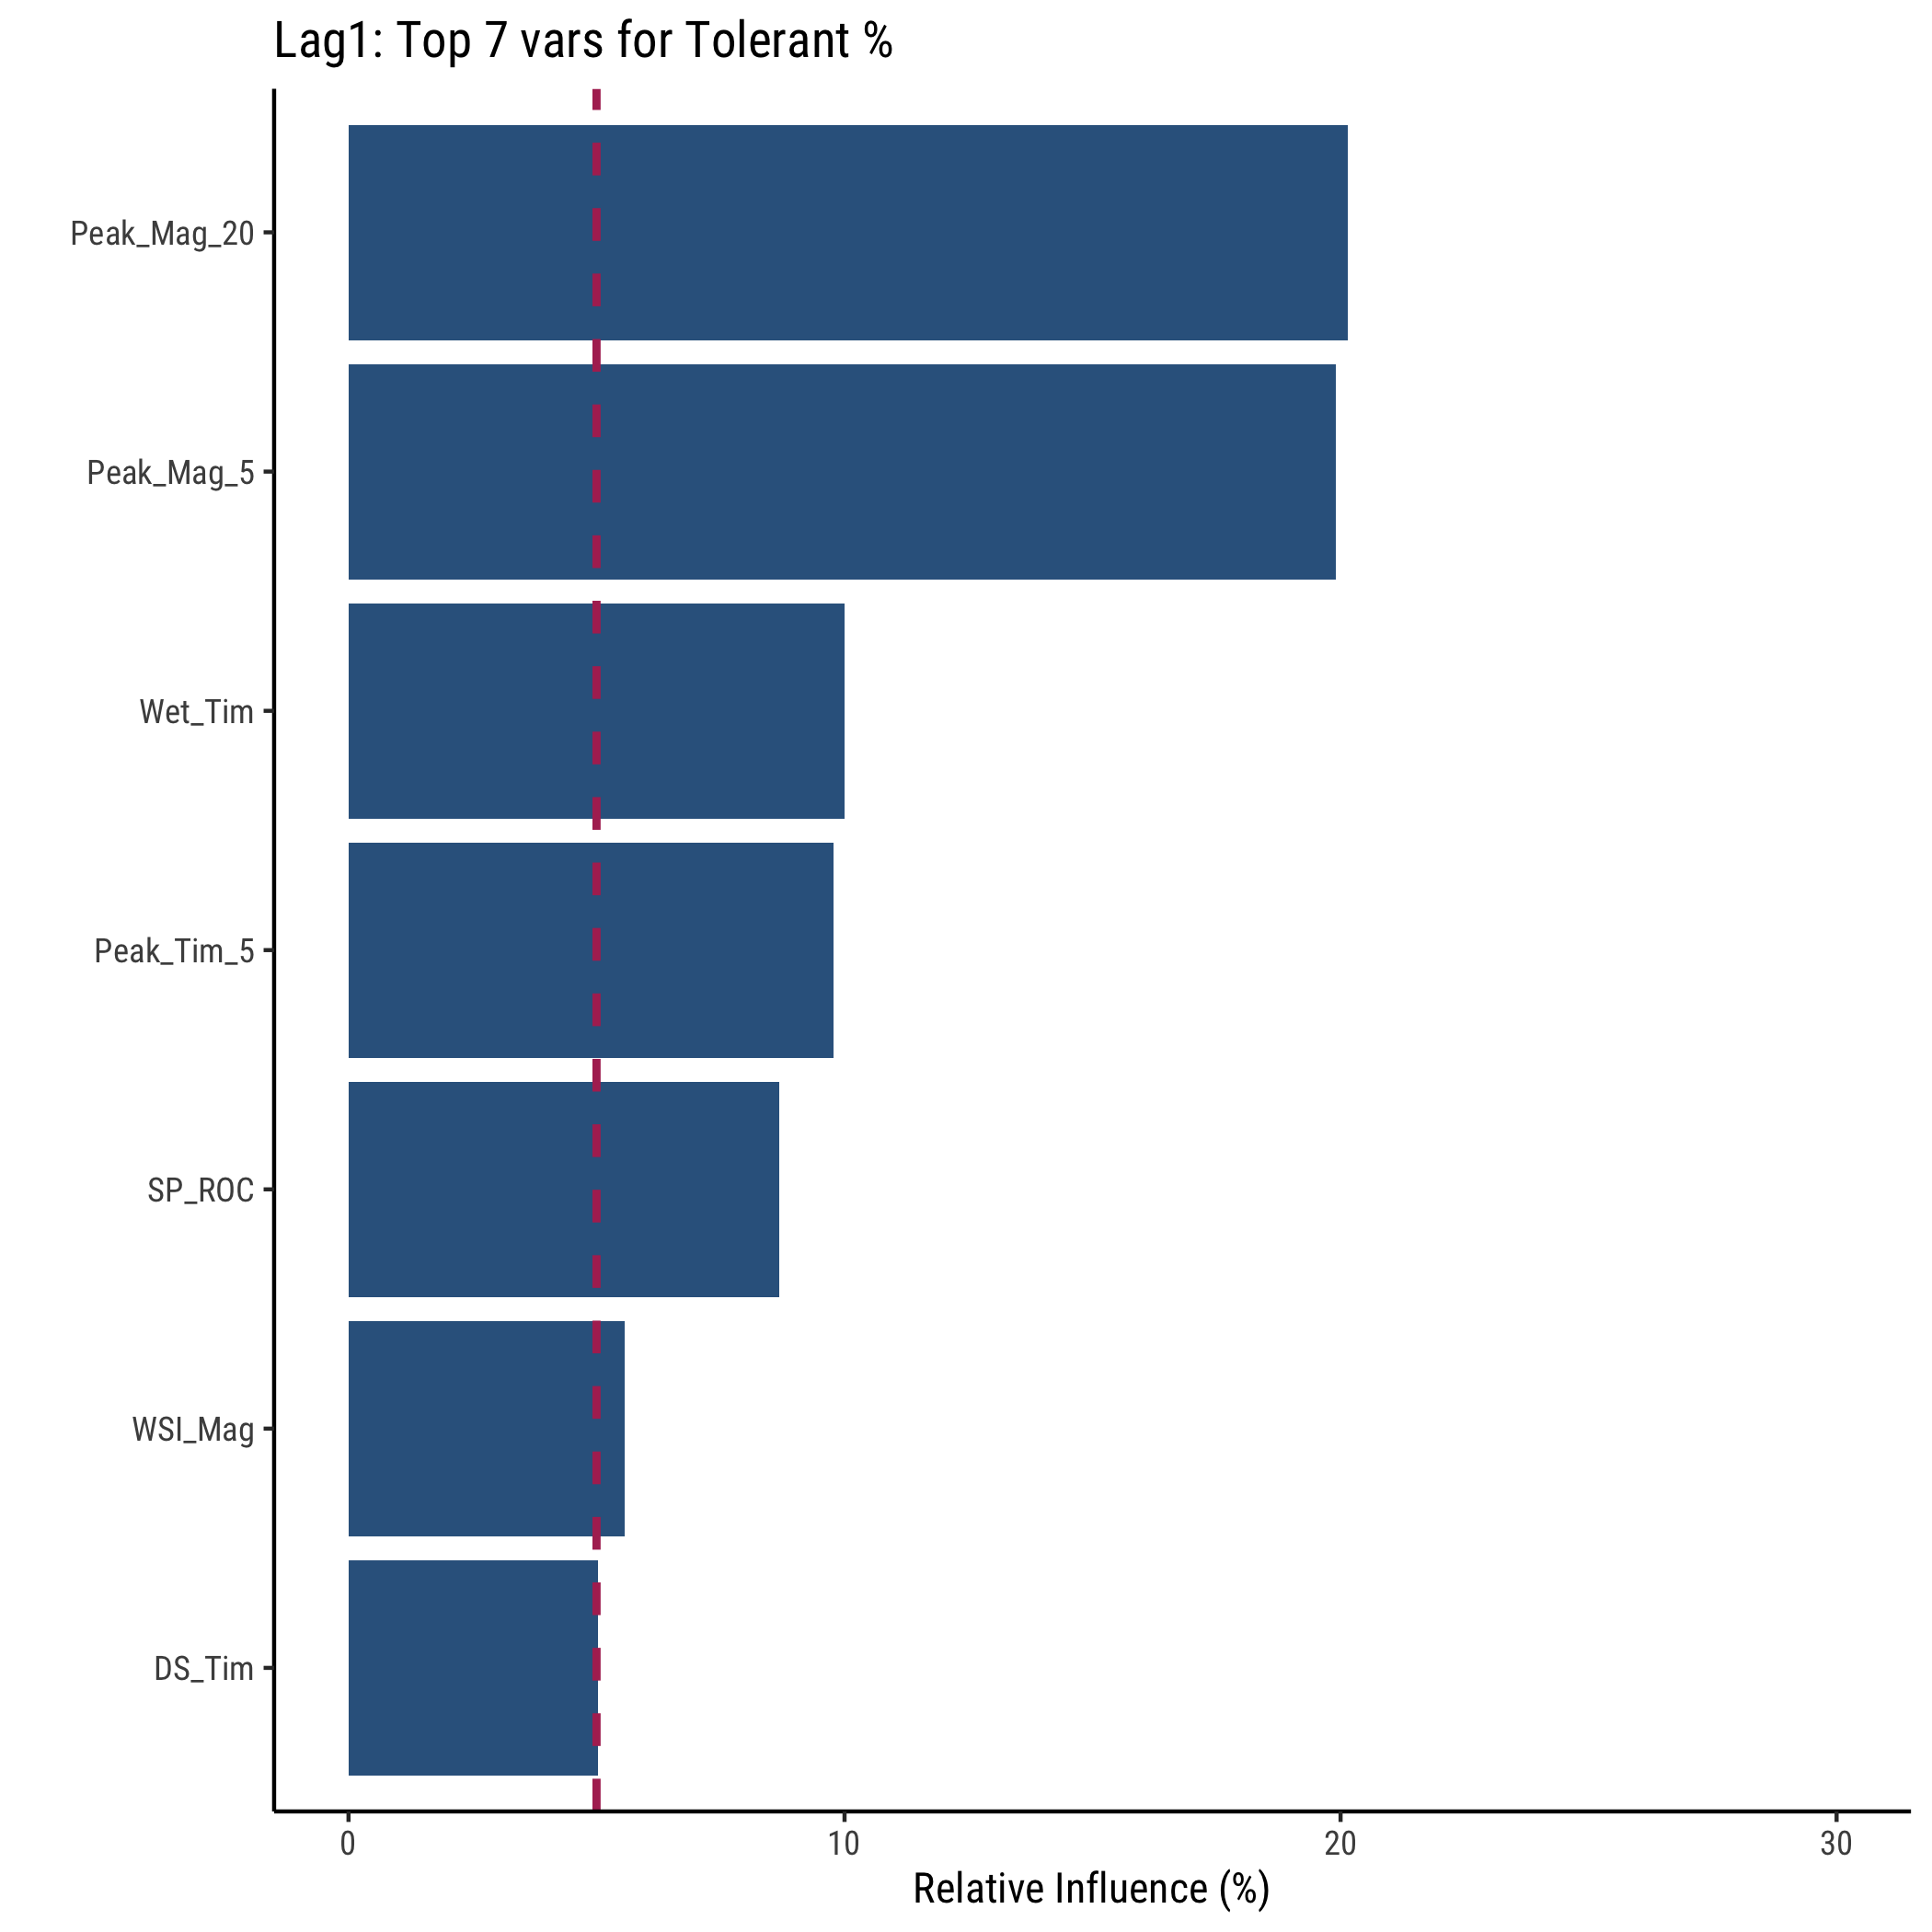 Lag1: Top 7 vars for Tolerant %
Peak_Mag_20
Peak_Mag_5
Wet_Tim
Peak_Tim_5
SP_ROC
WSI_Mag
DS_Tim
0 10 20 30
Relative Influence (%)